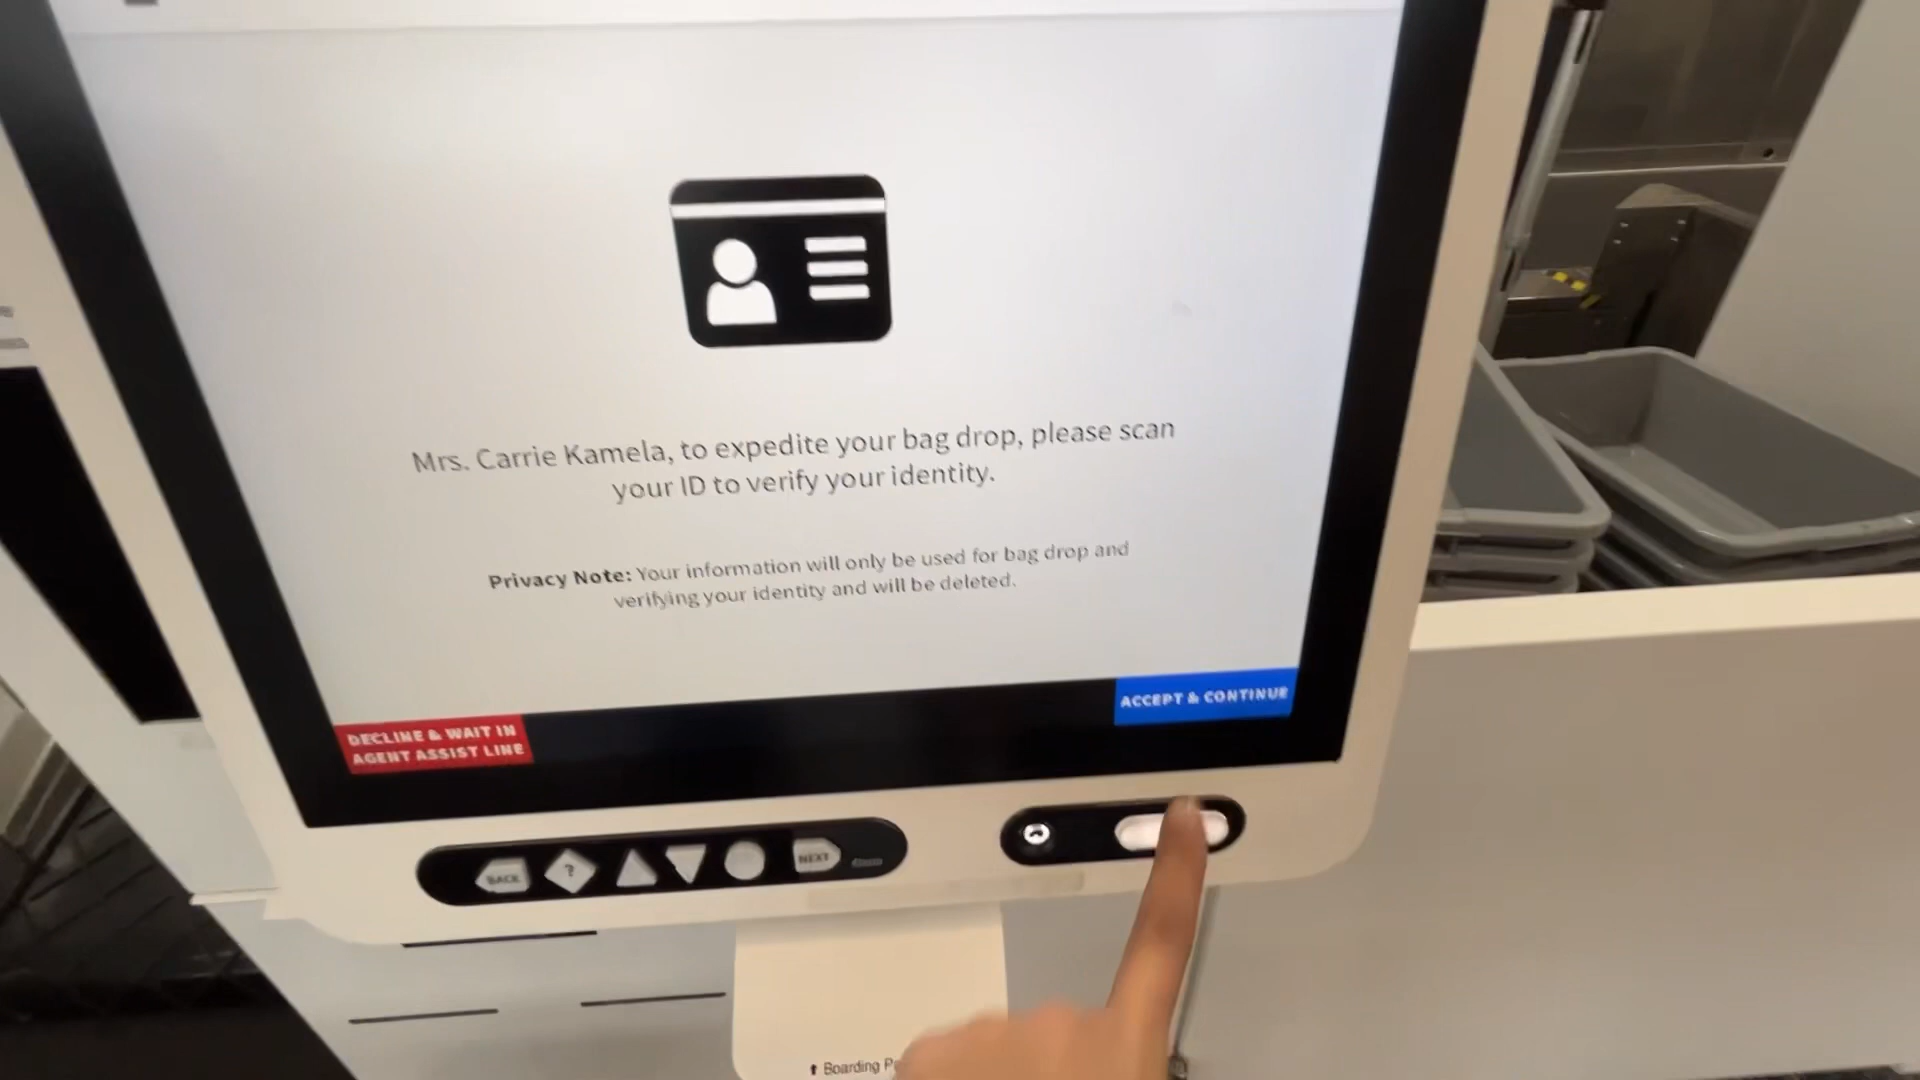 Mrs. Carrie Kamela, to expedite your bag drop, please scan
your ID to verify your identity.
Privacy Note: Your information will only be used for bag drop and
verifying your identity and will be deleted.
ACCEPT & CONTINUE
DECLINE & WAIT IN
AGENT ASSIST LINE
BACK
?
NEXT
Boarding